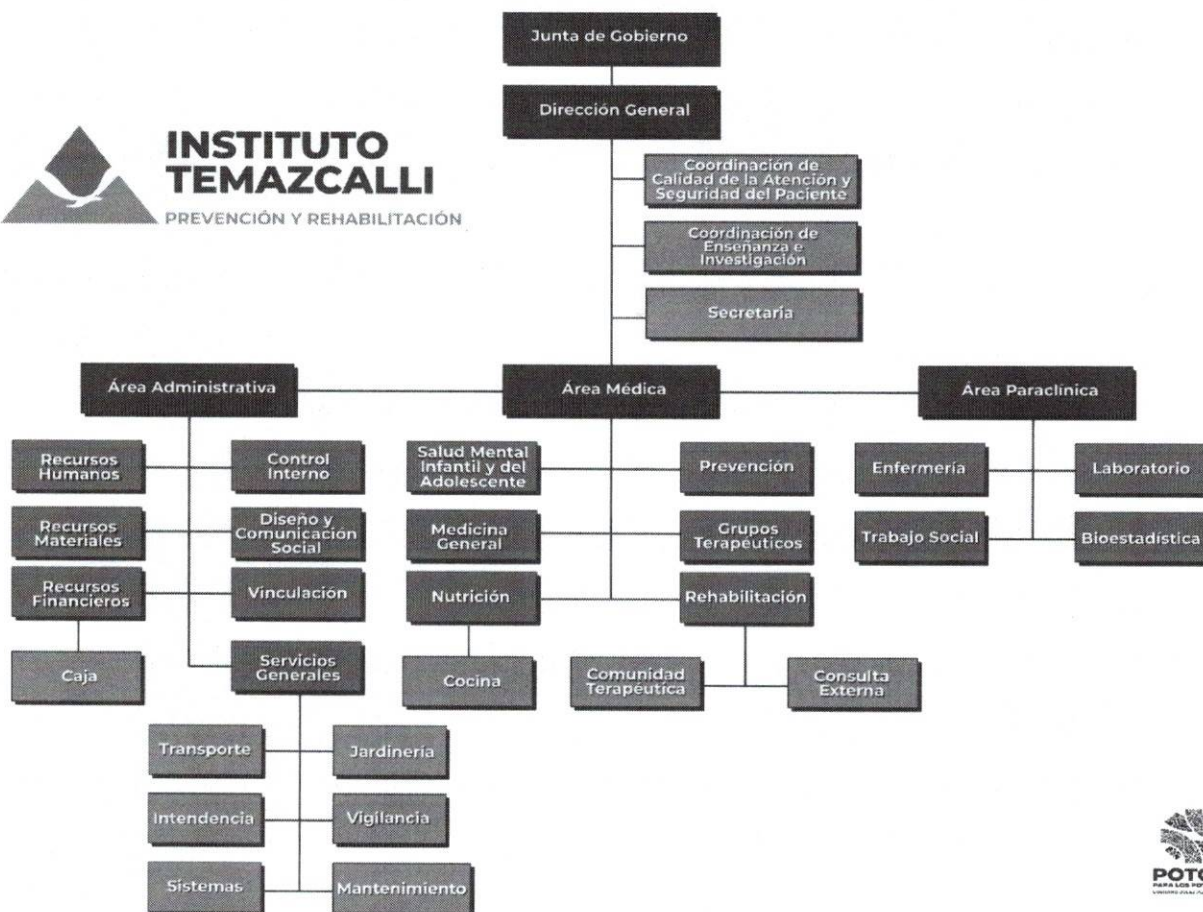 Junta de Gobierno
Dirección General
INSTITUTO
TEMAZCALLI
PREVENCIÓN Y REHABILITACIÓN
Coordinación de
Calidad de la Atención y
Seguridad del Paciente
Coordinación de
Enseñanza e
Investigación
Secretaria
Área Administrativa
Área Médica
Área Paraclínica
Recursos
Humanos
Control
Interno
Salud Mental
Infantil y del
Adolescente
Prevención
Enfermería
Laboratorio
Recursos
Materiales
Diseño y
Comunicación
Social
Medicina
General
Grupos
Terapéuticos
Trabajo Social
Bioestadística
Recursos
Financieros
Vinculación
Nutrición
Rehabilitación
Caja
Servicios
Generales
Cocina
Comunidad
Terapéutica
Consulta
Externa
Transporte
Jardinería
Intendencia
Vigilancia
Sistemas
Mantenimiento